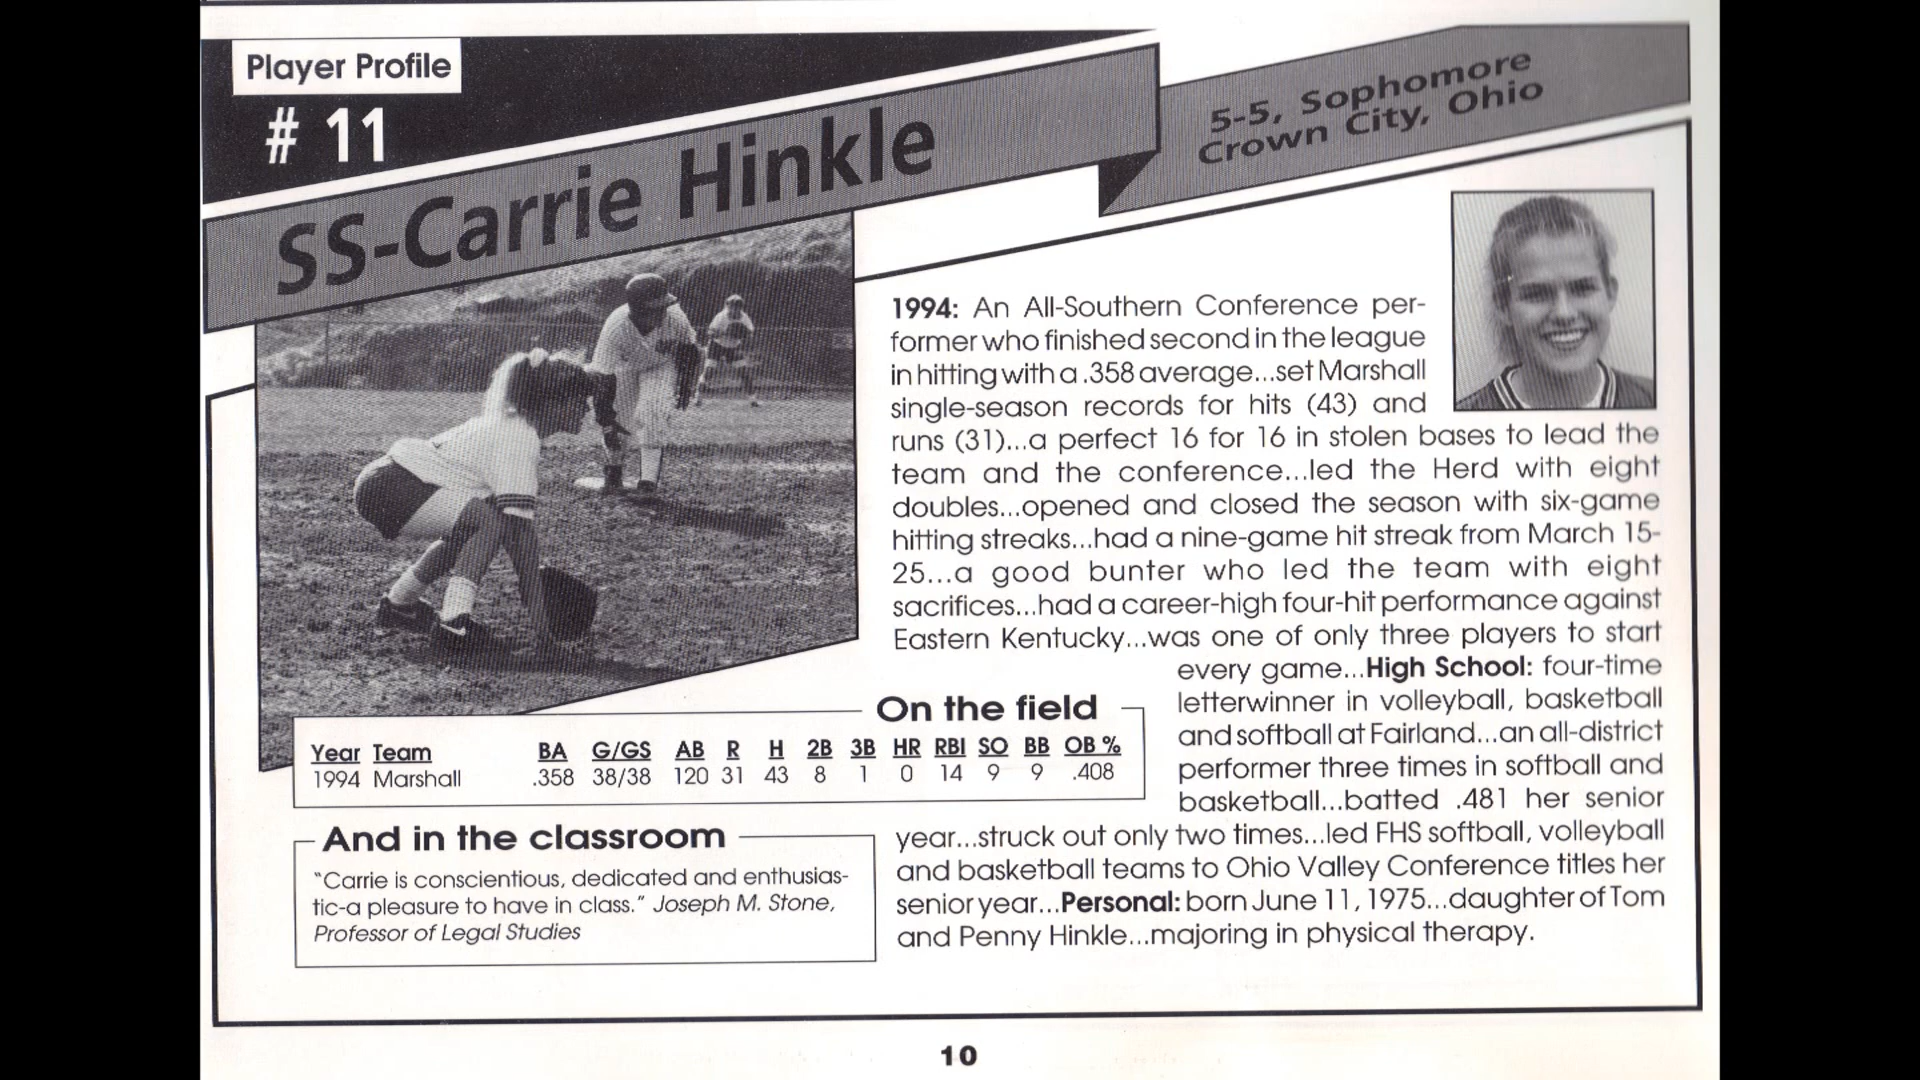 Player Profile
# 11
SS-Carrie Hinkle
5-5, Sophomore
Crown City, Ohio
1994: An All-Southern Conference per-
former who finished second in the league
in hitting with a .358 average...set Marshall
single-season records for hits (43) and
runs (31)...a perfect 16 for 16 in stolen bases to lead the
team and the conference...led the Herd with eight
doubles...opened and closed the season with six-game
hitting streaks...had a nine-game hit streak from March 15-
25...a good bunter who led the team with eight
sacrifices...had a career-high four-hit performance against
Eastern Kentucky...was one of only three players to start
every game...High School: four-time
letterwinner in volleyball, basketball
and softball at Fairland...an all-district
performer three times in softball and
basketball...batted .481 her senior
year...struck out only two times...led FHS softball, volleyball
and basketball teams to Ohio Valley Conference titles her
senior year...Personal: born June 11, 1975...daughter of Tom
and Penny Hinkle...majoring in physical therapy.
On the field
Year Team BA G/GS AB R H 2B 3B HR RBI SO BB OB %
1994 Marshall .358 38/38 120 31 43 8 1 0 14 9 9 .408
And in the classroom
"Carrie is conscientious, dedicated and enthusias-
tic-a pleasure to have in class." Joseph M. Stone,
Professor of Legal Studies
10